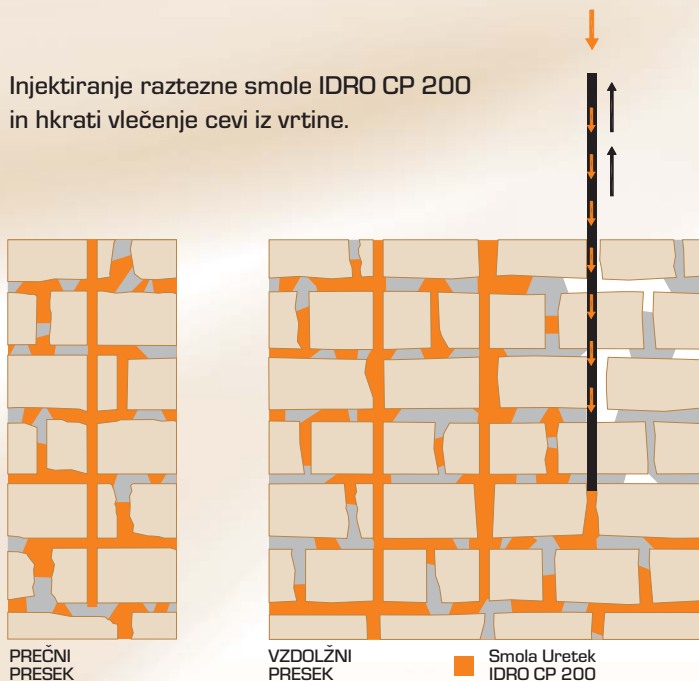 Injektiranje raztezne smole IDRO CP 200
in hkrati vlečenje cevi iz vrtine.
PREČNI
PRESEK
VZDOLŽNI
PRESEK
Smola Uretek
IDRO CP 200